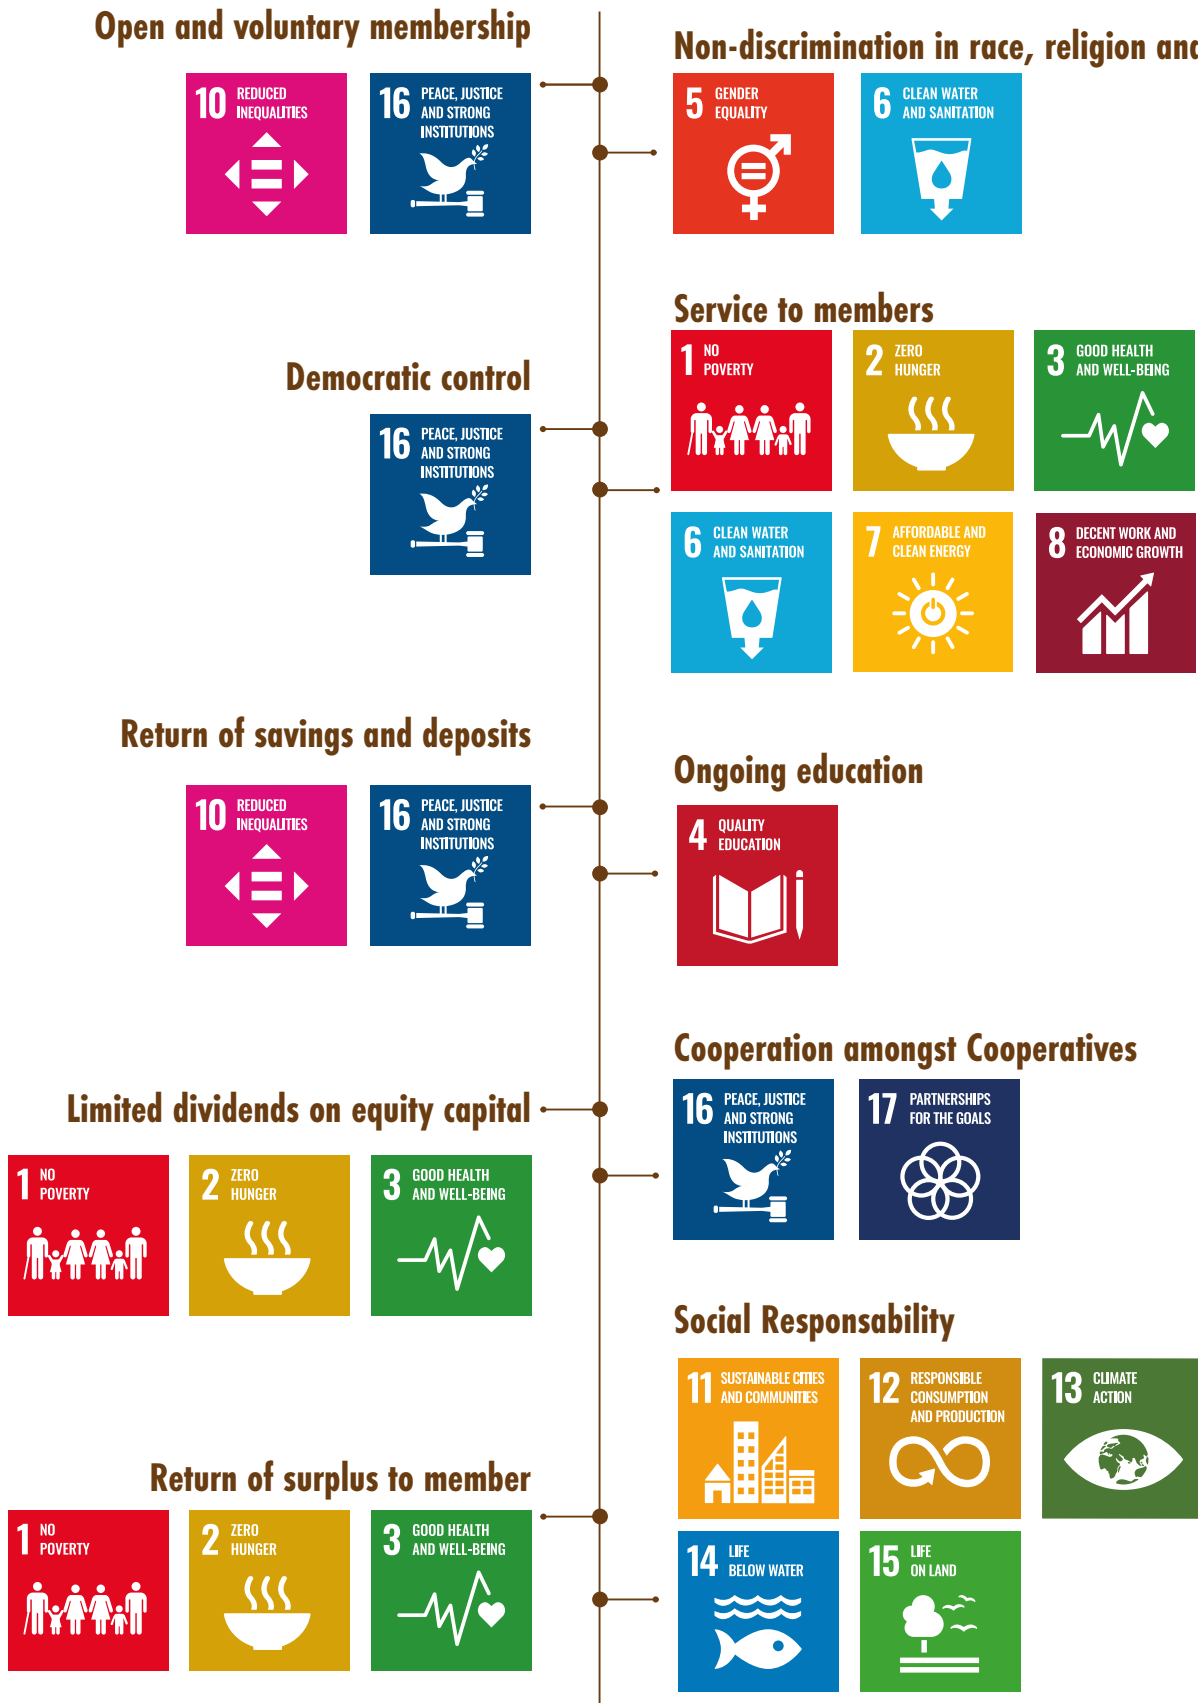 Open and voluntary membership
10 REDUCED
INEQUALITIES
16 PEACE, JUSTICE
AND STRONG
INSTITUTIONS
Non-discrimination in race, religion and
5 GENDER
EQUALITY
6 CLEAN WATER
AND SANITATION
Service to members
1 NO
POVERTY
2 ZERO
HUNGER
3 GOOD HEALTH
AND WELL-BEING
6 CLEAN WATER
AND SANITATION
7 AFFORDABLE AND
CLEAN ENERGY
8 DECENT WORK AND
ECONOMIC GROWTH
Democratic control
16 PEACE, JUSTICE
AND STRONG
INSTITUTIONS
Return of savings and deposits
10 REDUCED
INEQUALITIES
16 PEACE, JUSTICE
AND STRONG
INSTITUTIONS
Ongoing education
4 QUALITY
EDUCATION
Cooperation amongst Cooperatives
16 PEACE, JUSTICE
AND STRONG
INSTITUTIONS
17 PARTNERSHIPS
FOR THE GOALS
Limited dividends on equity capital
1 NO
POVERTY
2 ZERO
HUNGER
3 GOOD HEALTH
AND WELL-BEING
Social Responsability
11 SUSTAINABLE CITIES
AND COMMUNITIES
12 RESPONSIBLE
CONSUMPTION
AND PRODUCTION
13 CLIMATE
ACTION
14 LIFE
BELOW WATER
15 LIFE
ON LAND
Return of surplus to member
1 NO
POVERTY
2 ZERO
HUNGER
3 GOOD HEALTH
AND WELL-BEING